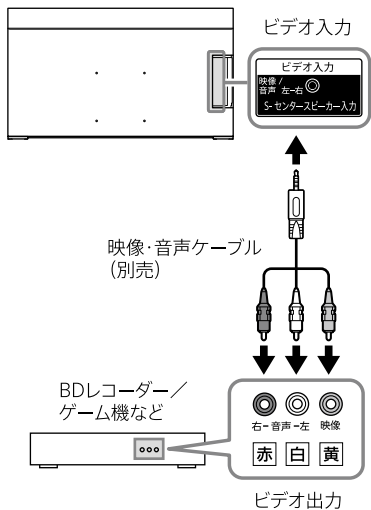 ビデオ入力
ビデオ入力
映像/
音声 左-右
S-センタースピーカー入力
映像・音声ケーブル
(別売)
BDレコーダー/
ゲーム機など
右-音声-左 映像
赤 白 黄
ビデオ出力